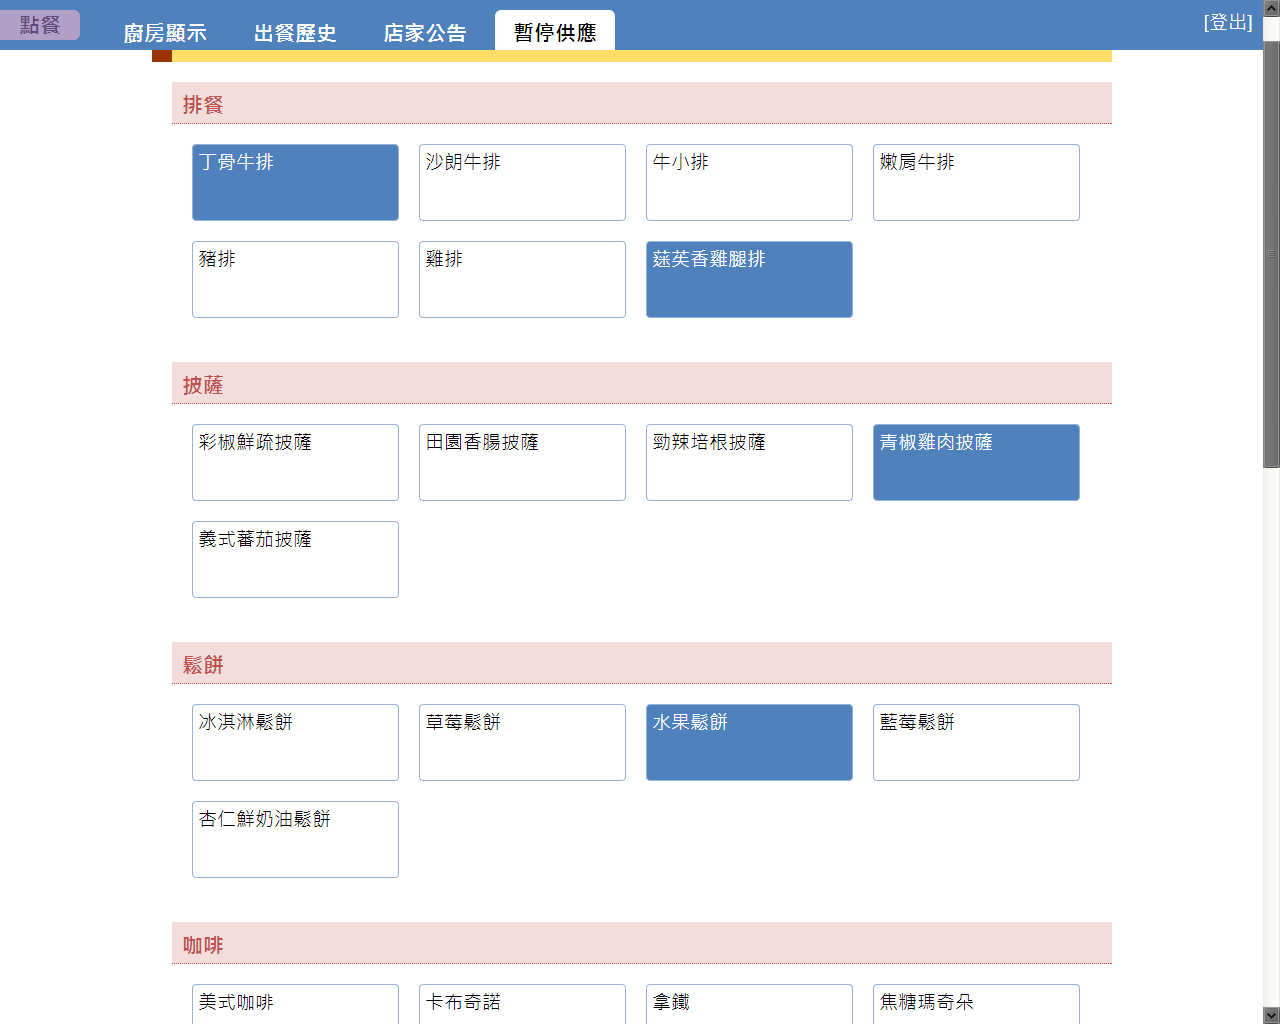 點餐 廚房顯示 出餐歷史 店家公告 暫停供應 [登出]
排餐
丁骨牛排 沙朗牛排 牛小排 嫩肩牛排
豬排 雞排 莚芵香雞腿排
披薩
彩椒鮮疏披薩 田園香腸披薩 勁辣培根披薩 青椒雞肉披薩
義式蕃茄披薩
鬆餅
冰淇淋鬆餅 草莓鬆餅 水果鬆餅 藍莓鬆餅
杏仁鮮奶油鬆餅
咖啡
美式咖啡 卡布奇諾 拿鐵 焦糖瑪奇朵